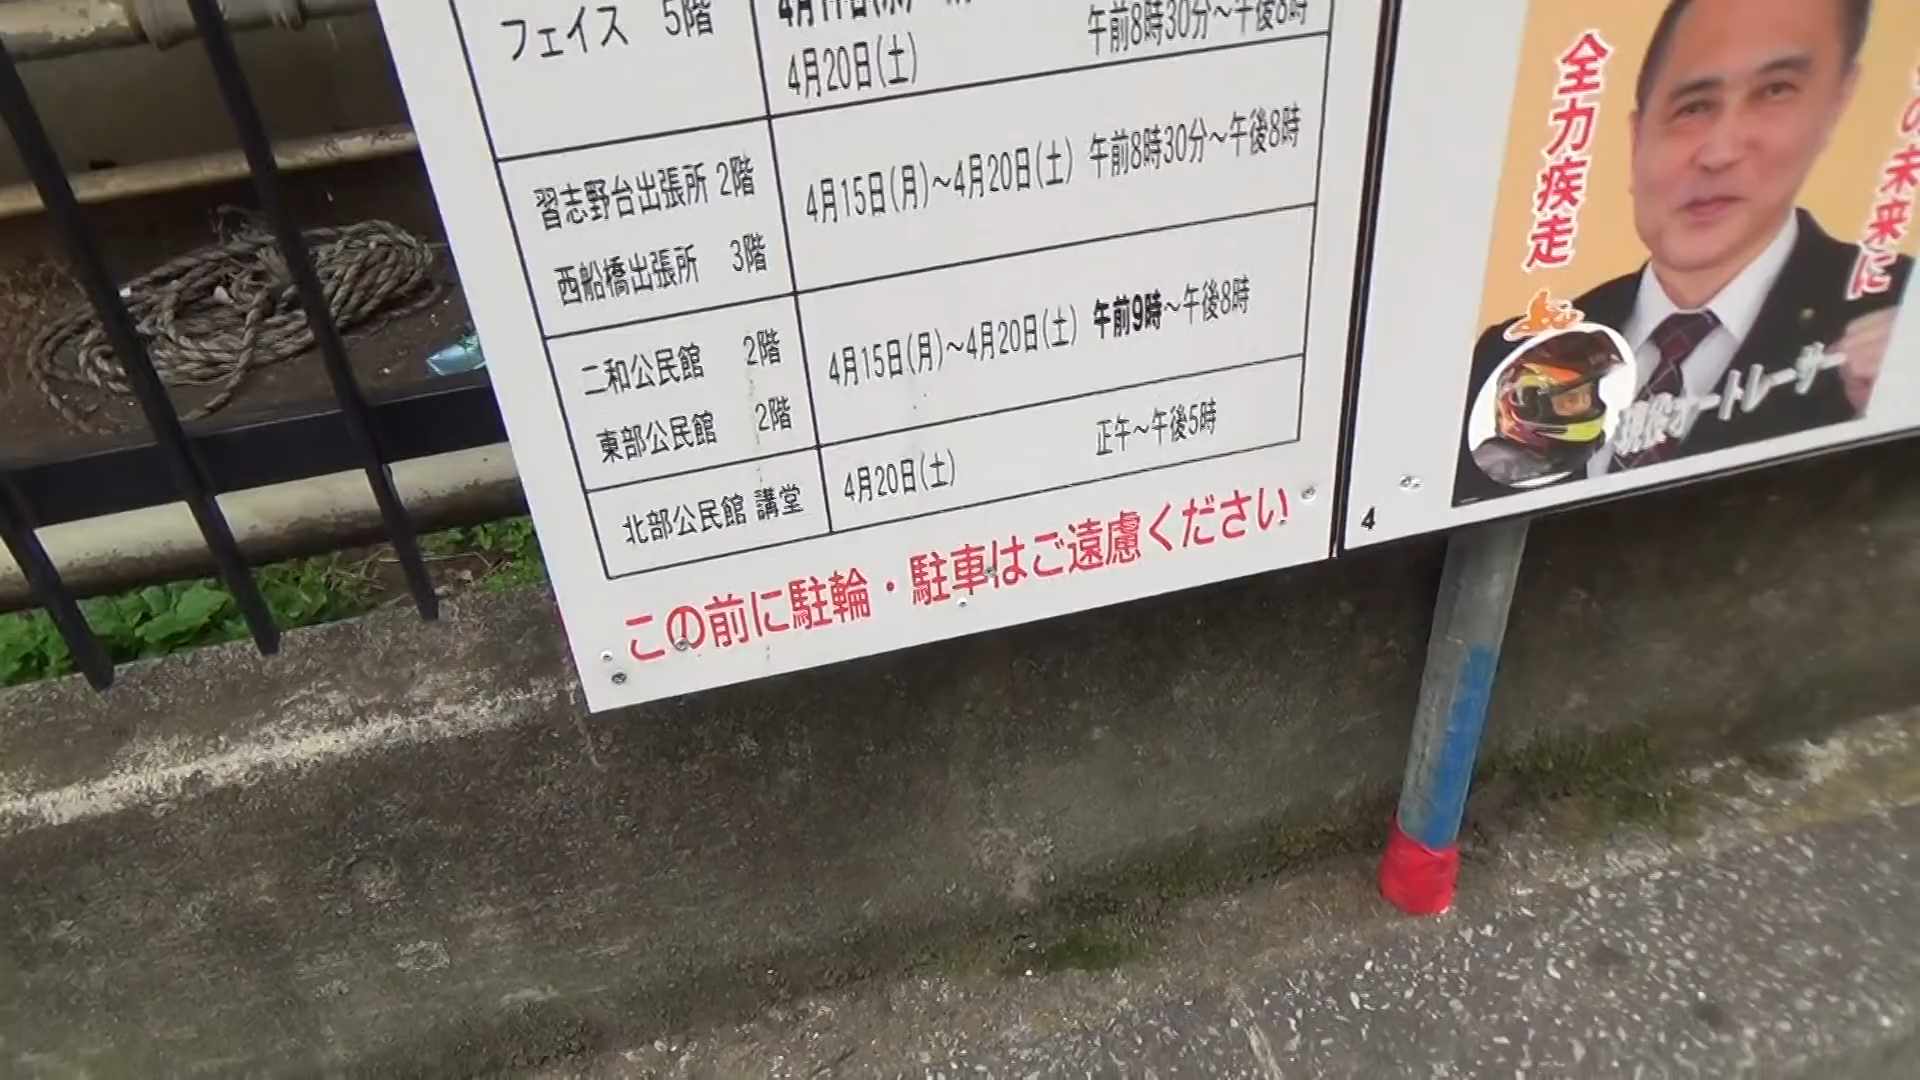 フェイス 5階
4月20日(土)
午前8時30分～午後8時
習志野台出張所 2階
西船橋出張所 3階
4月15日(月)～4月20日(土) 午前8時30分～午後8時
二和公民館 2階
東部公民館 2階
4月15日(月)～4月20日(土) 午前9時～午後8時
北部公民館 講堂
4月20日(土) 正午～午後5時
この前に駐輪・駐車はご遠慮ください
4
全力疾走
の未来に
現役オートレーサー